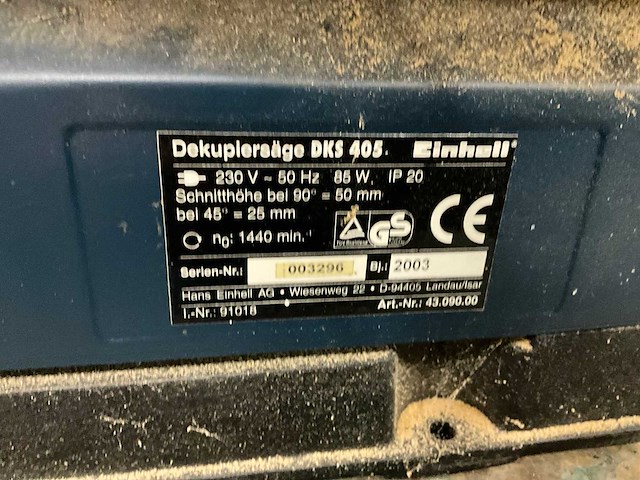 Dekupiersäge DKS 405 Einhell
230 V ~ 50 Hz 85 W IP 20
Schnitthöhe bei 90° = 50 mm
bei 45° = 25 mm
n₀: 1440 min.⁻¹
GS CE
Serien-Nr.: 003296 Bj.: 2003
Hans Einhell AG • Wiesenweg 22 • D-94405 Landau/Isar
I.-Nr.: 91018 Art.-Nr.: 43.090.00